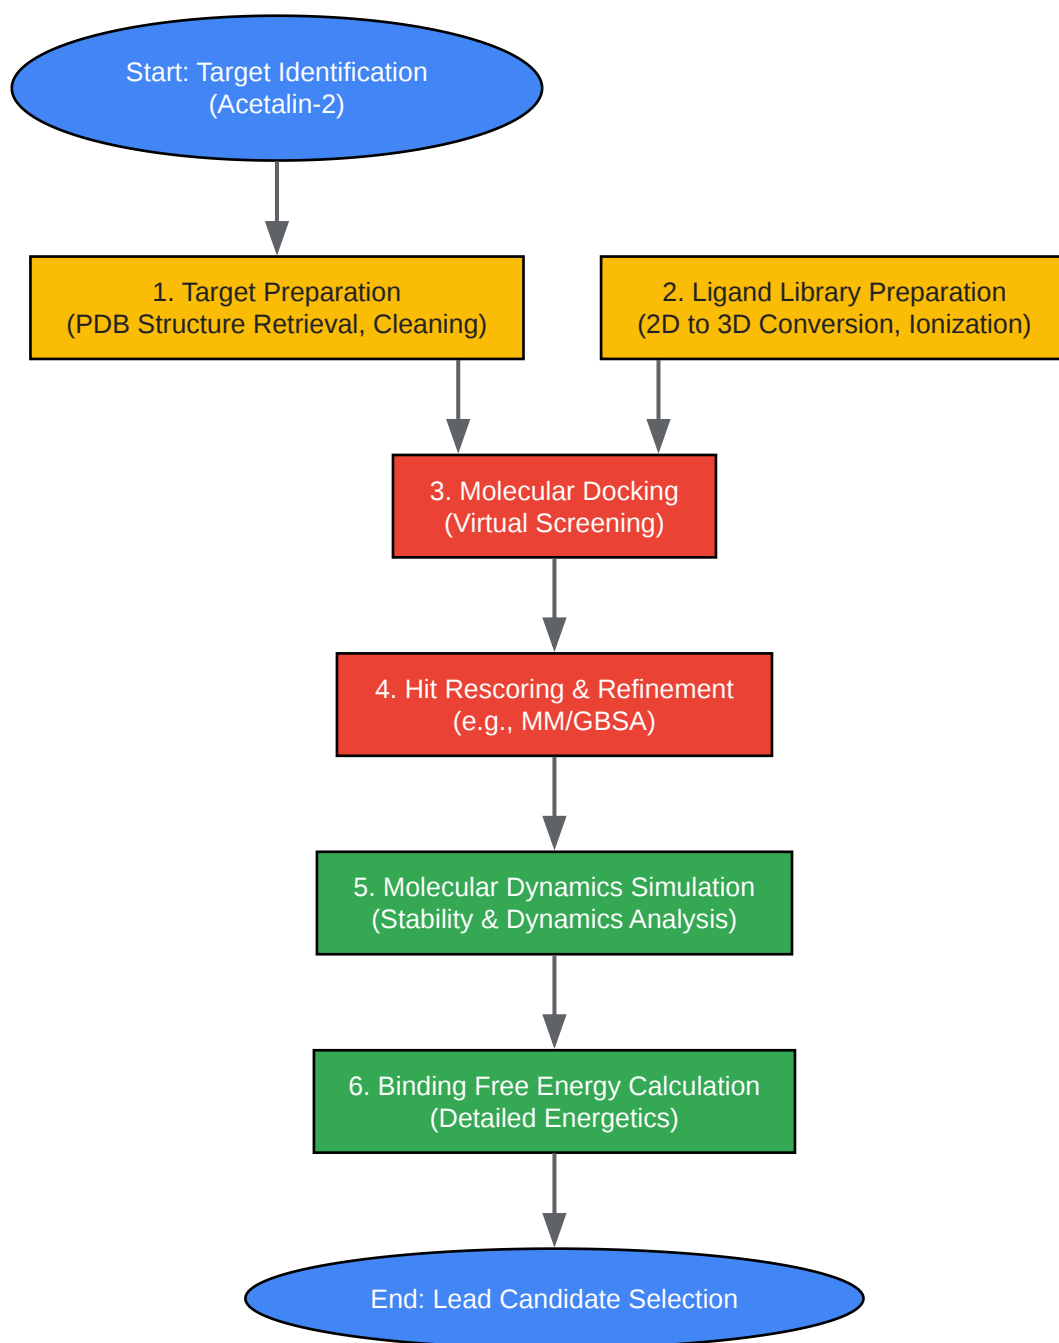 Start: Target Identification
(Acetalin-2)
1. Target Preparation
(PDB Structure Retrieval, Cleaning)
2. Ligand Library Preparation
(2D to 3D Conversion, Ionization)
3. Molecular Docking
(Virtual Screening)
4. Hit Rescoring & Refinement
(e.g., MM/GBSA)
5. Molecular Dynamics Simulation
(Stability & Dynamics Analysis)
6. Binding Free Energy Calculation
(Detailed Energetics)
End: Lead Candidate Selection